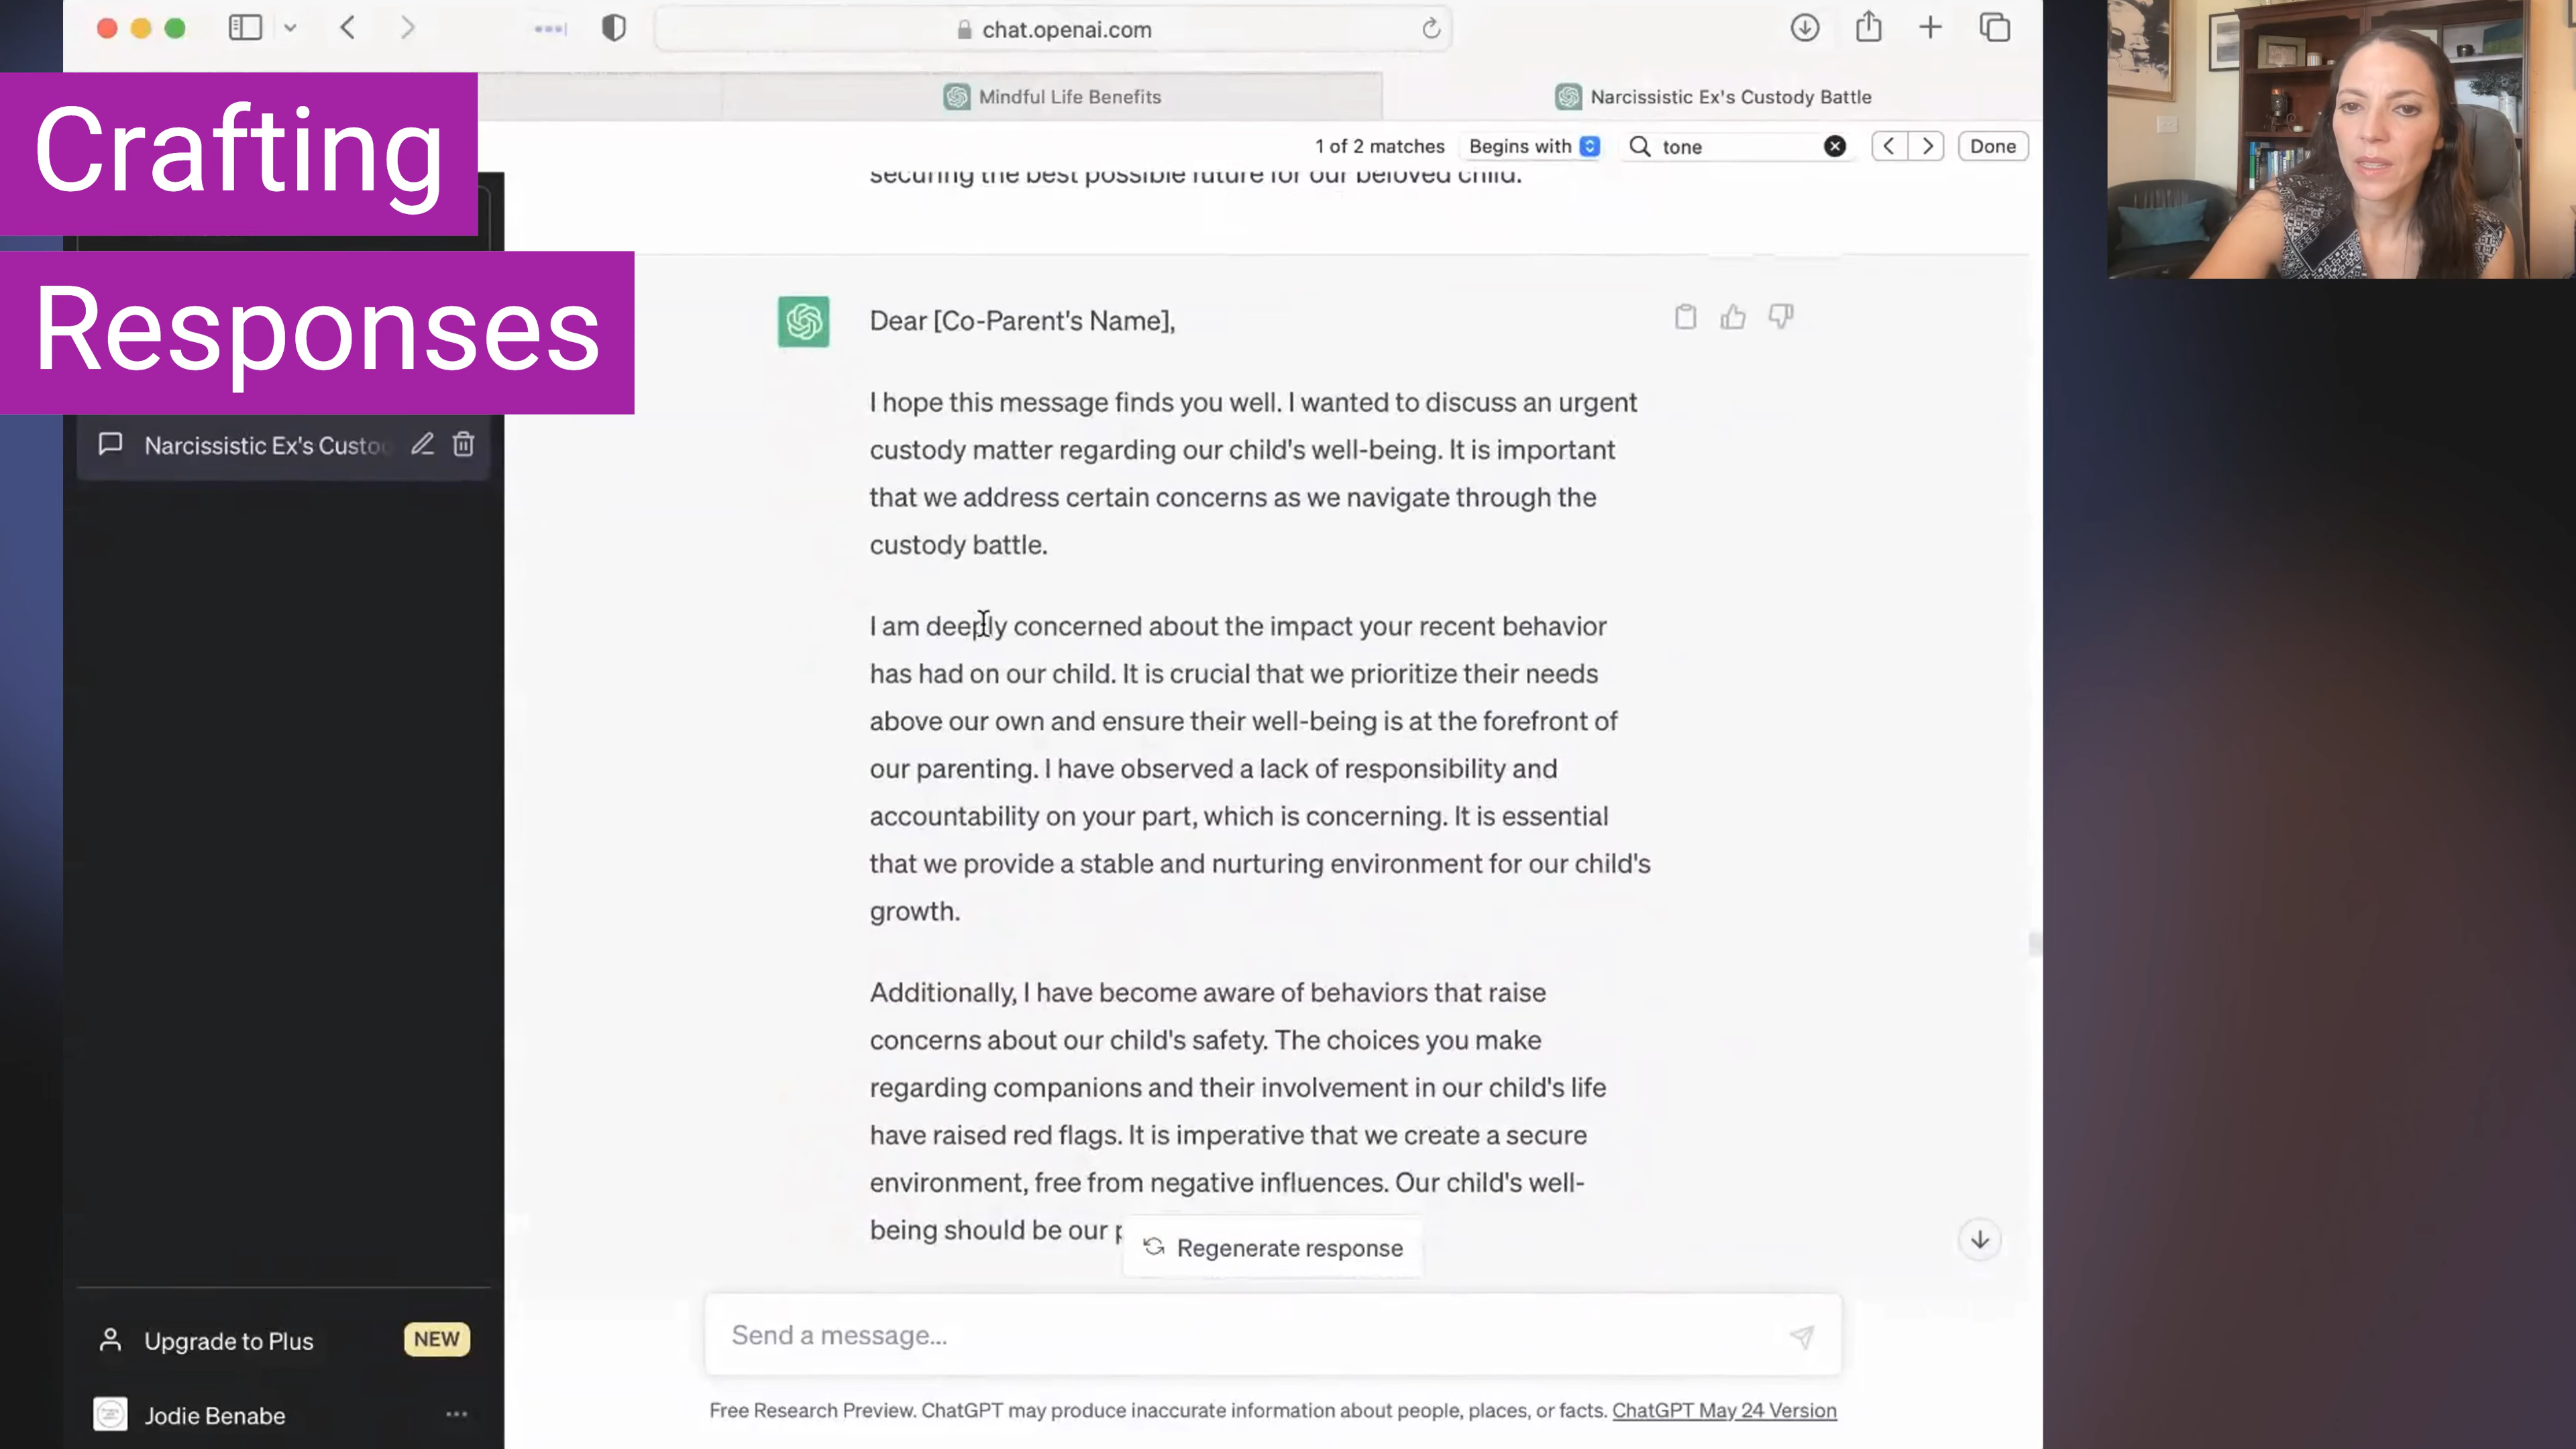 chat.openai.com
Mindful Life Benefits
Narcissistic Ex's Custody Battle
Crafting
Responses
1 of 2 matches
Begins with
tone
Done
securing the best possible future for our beloved child.
Dear [Co-Parent's Name],
I hope this message finds you well. I wanted to discuss an urgent
custody matter regarding our child's well-being. It is important
that we address certain concerns as we navigate through the
custody battle.
Narcissistic Ex's Custo
I am deeply concerned about the impact your recent behavior
has had on our child. It is crucial that we prioritize their needs
above our own and ensure their well-being is at the forefront of
our parenting. I have observed a lack of responsibility and
accountability on your part, which is concerning. It is essential
that we provide a stable and nurturing environment for our child's
growth.
Additionally, I have become aware of behaviors that raise
concerns about our child's safety. The choices you make
regarding companions and their involvement in our child's life
have raised red flags. It is imperative that we create a secure
environment, free from negative influences. Our child's well-
being should be our p
Regenerate response
Send a message...
Upgrade to Plus
NEW
Jodie Benabe
Free Research Preview. ChatGPT may produce inaccurate information about people, places, or facts. ChatGPT May 24 Version